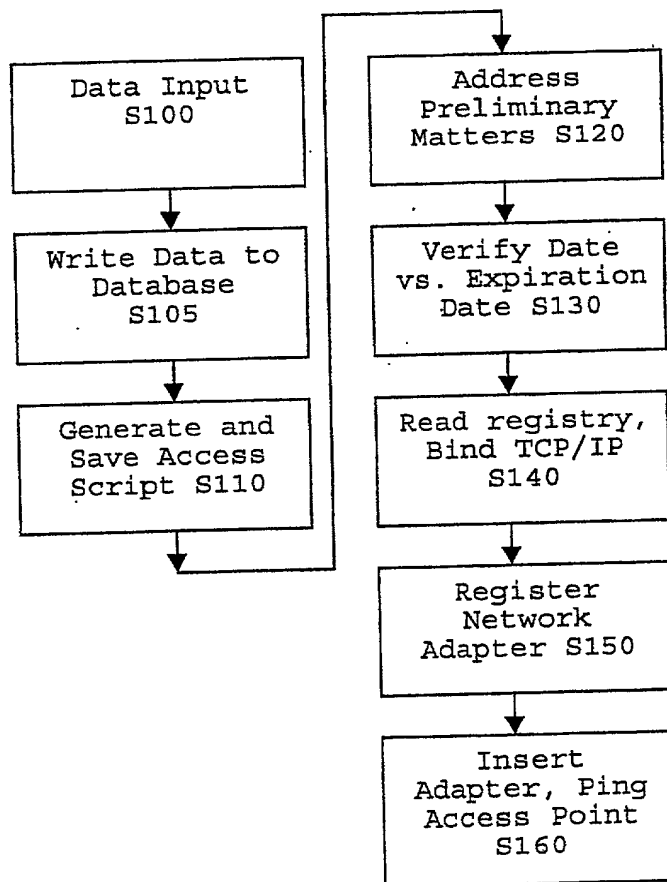 Data Input
S100
Write Data to
Database
S105
Generate and
Save Access
Script S110
Address
Preliminary
Matters S120
Verify Date
vs. Expiration
Date S130
Read registry,
Bind TCP/IP
S140
Register
Network
Adapter S150
Insert
Adapter, Ping
Access Point
S160